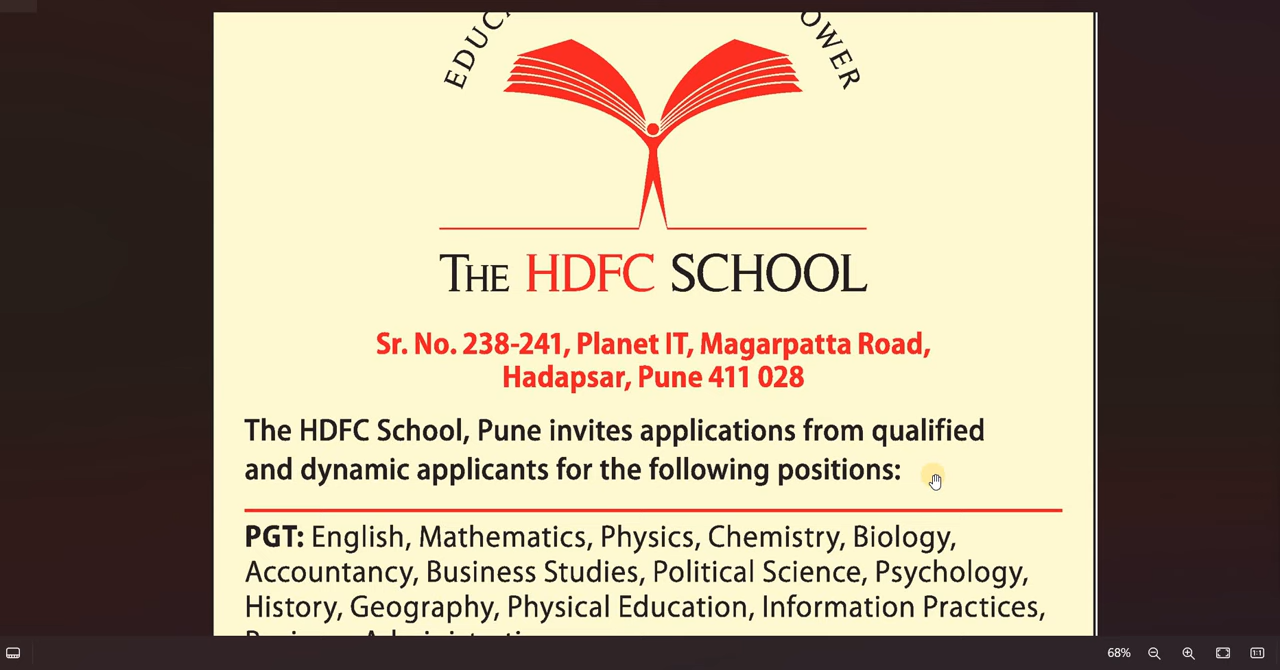 EDUC
OWER
THE HDFC SCHOOL
Sr. No. 238-241, Planet IT, Magarpatta Road,
Hadapsar, Pune 411 028
The HDFC School, Pune invites applications from qualified
and dynamic applicants for the following positions:
PGT: English, Mathematics, Physics, Chemistry, Biology,
Accountancy, Business Studies, Political Science, Psychology,
History, Geography, Physical Education, Information Practices,
68%
1:1